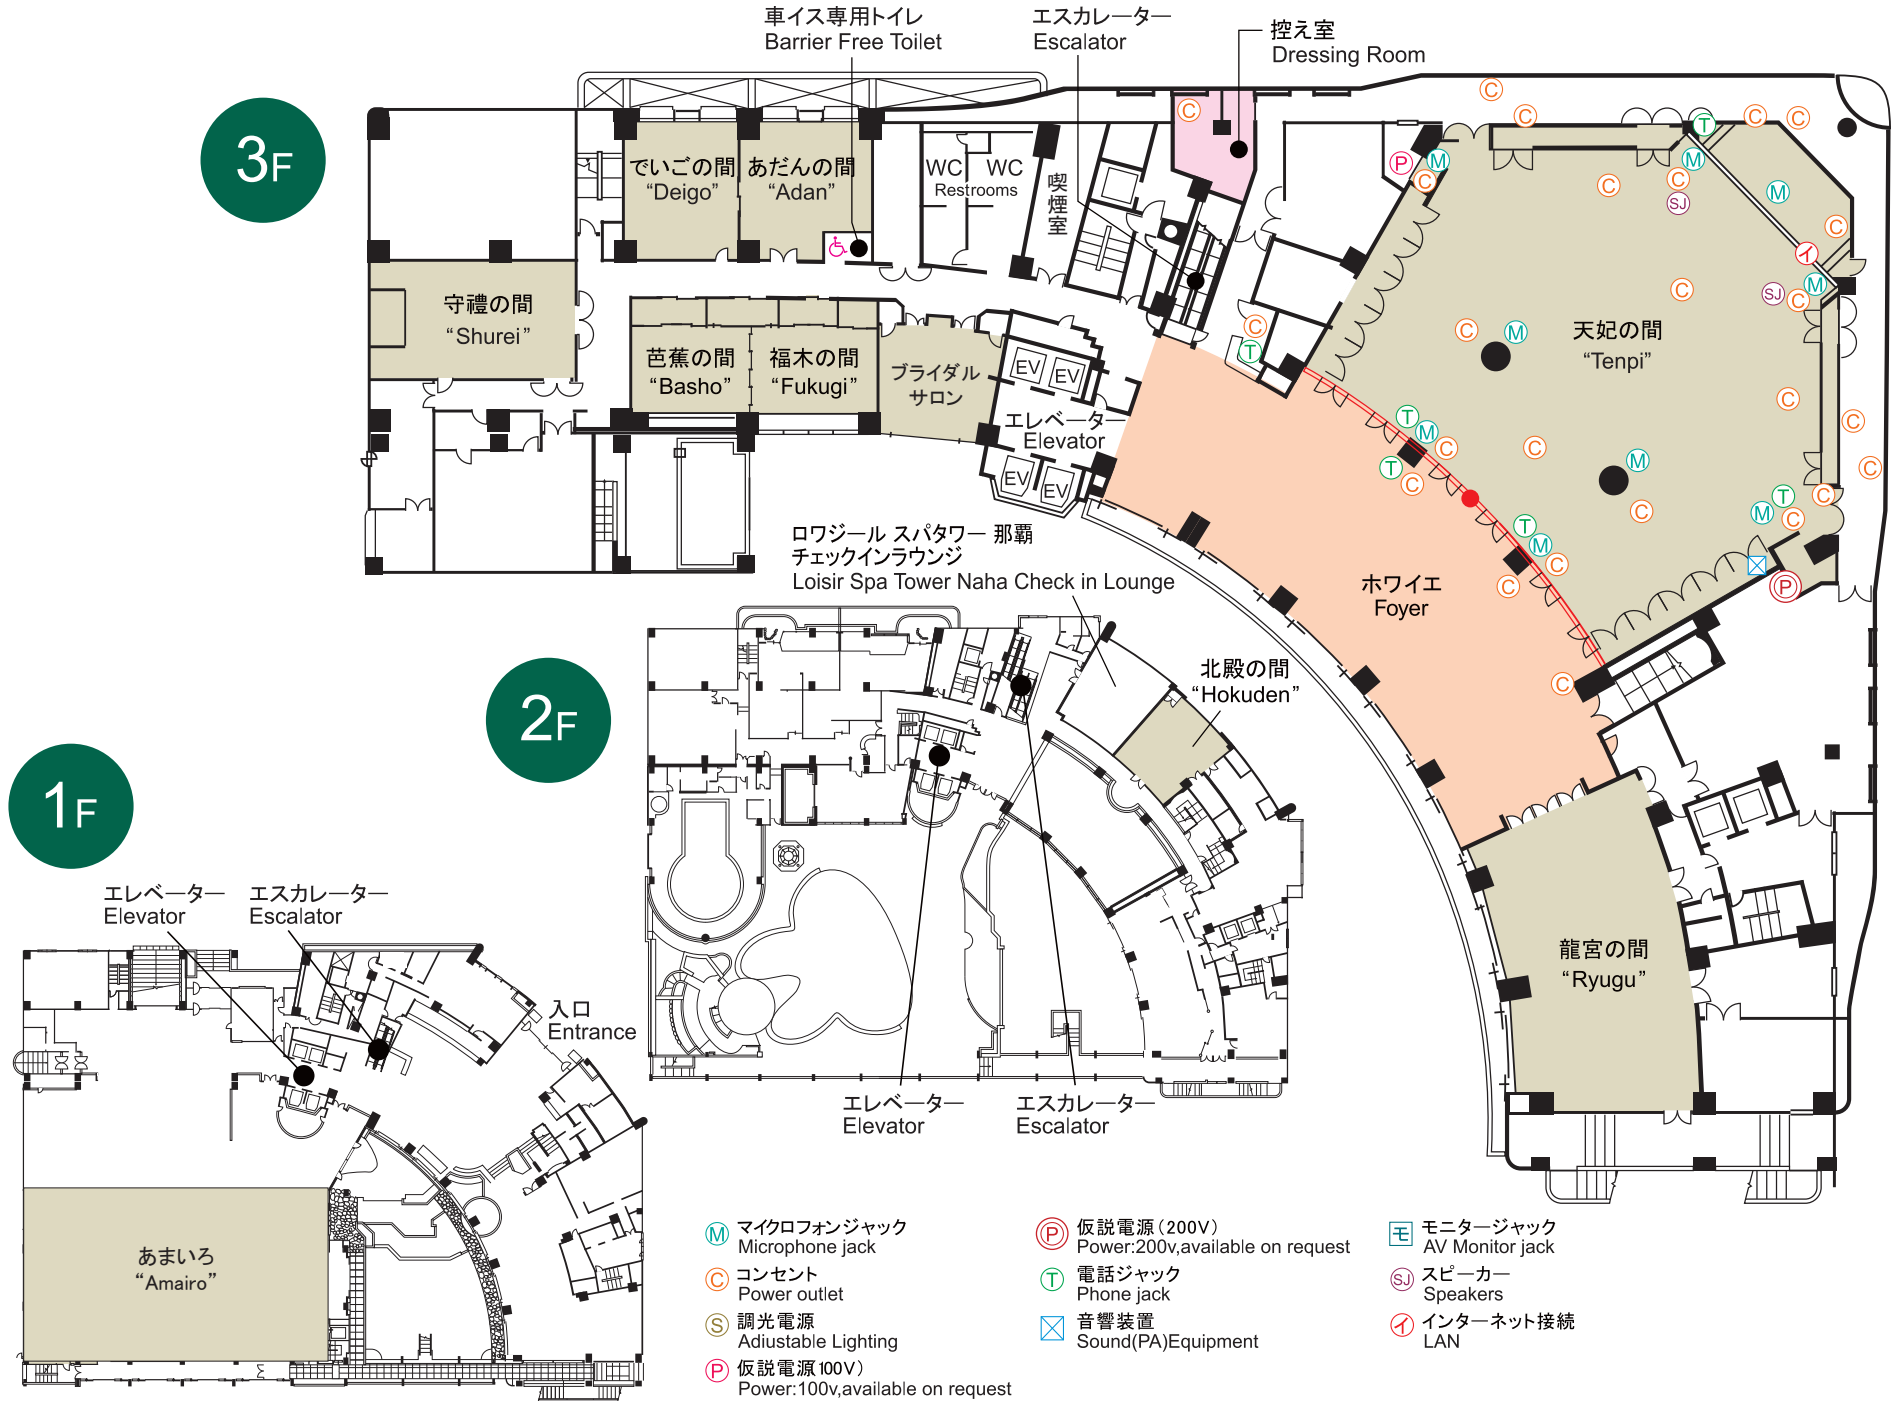 車イス専用トイレ
Barrier Free Toilet
エスカレーター
Escalator
控え室
Dressing Room
3F
でいごの間
“Deigo”
あだんの間
“Adan”
WC WC
Restrooms
喫煙室
守禮の間
“Shurei”
芭蕉の間
“Basho”
福木の間
“Fukugi”
ブライダル
サロン
EV EV
エレベーター
Elevator
EV EV
天妃の間
“Tenpi”
ホワイエ
Foyer
龍宮の間
“Ryugu”
C
C
C
C
C
T
P
M
C
M
C
C
SJ
M
C
イ
M
C
SJ
C
C
T
C
M
C
C
T
M
C
T
C
C
M
C
C
T
C
M
C
T
M
C
C
P
C
ロワジール スパタワー 那覇
チェックインラウンジ
Loisir Spa Tower Naha Check in Lounge
2F
北殿の間
“Hokuden”
エレベーター
Elevator
エスカレーター
Escalator
1F
エレベーター
Elevator
エスカレーター
Escalator
入口
Entrance
あまいろ
“Amairo”
M マイクロフォンジャック
Microphone jack
C コンセント
Power outlet
S 調光電源
Adiustable Lighting
P 仮説電源100V)
Power:100v,available on request
P 仮説電源(200V)
Power:200v,available on request
T 電話ジャック
Phone jack
音響装置
Sound(PA)Equipment
モ モニタージャック
AV Monitor jack
SJ スピーカー
Speakers
イ インターネット接続
LAN